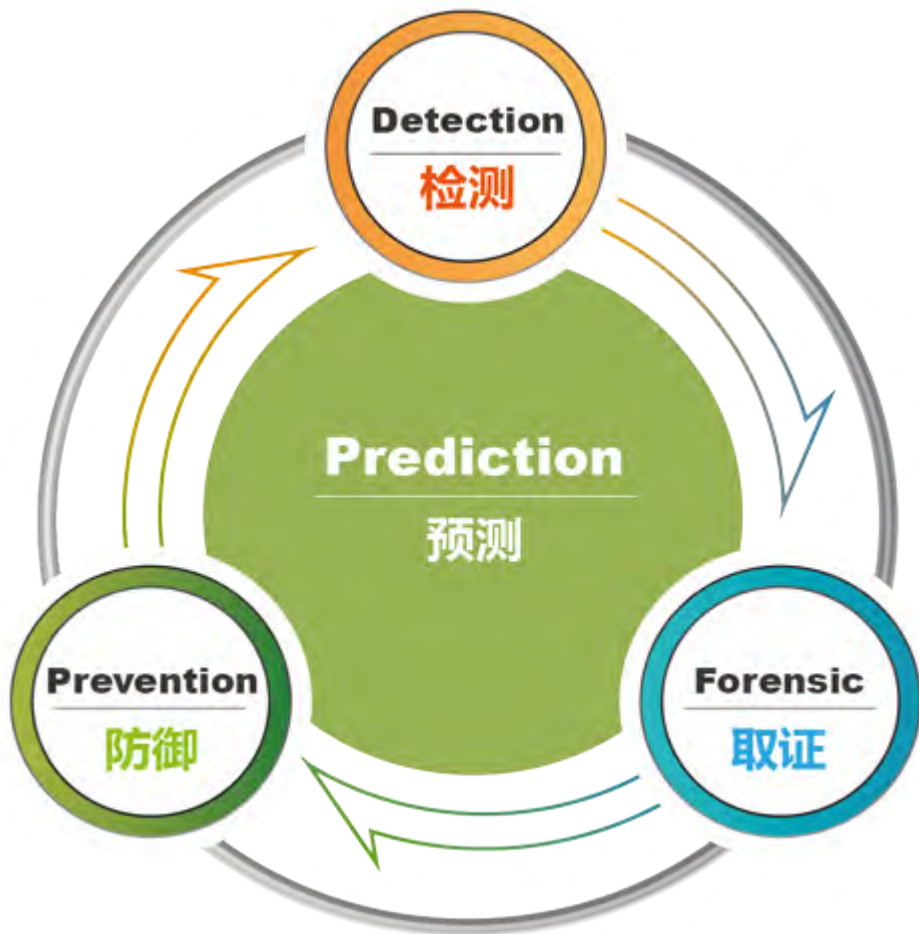 Detection
检测
Prediction
预测
Prevention
防御
Forensic
取证